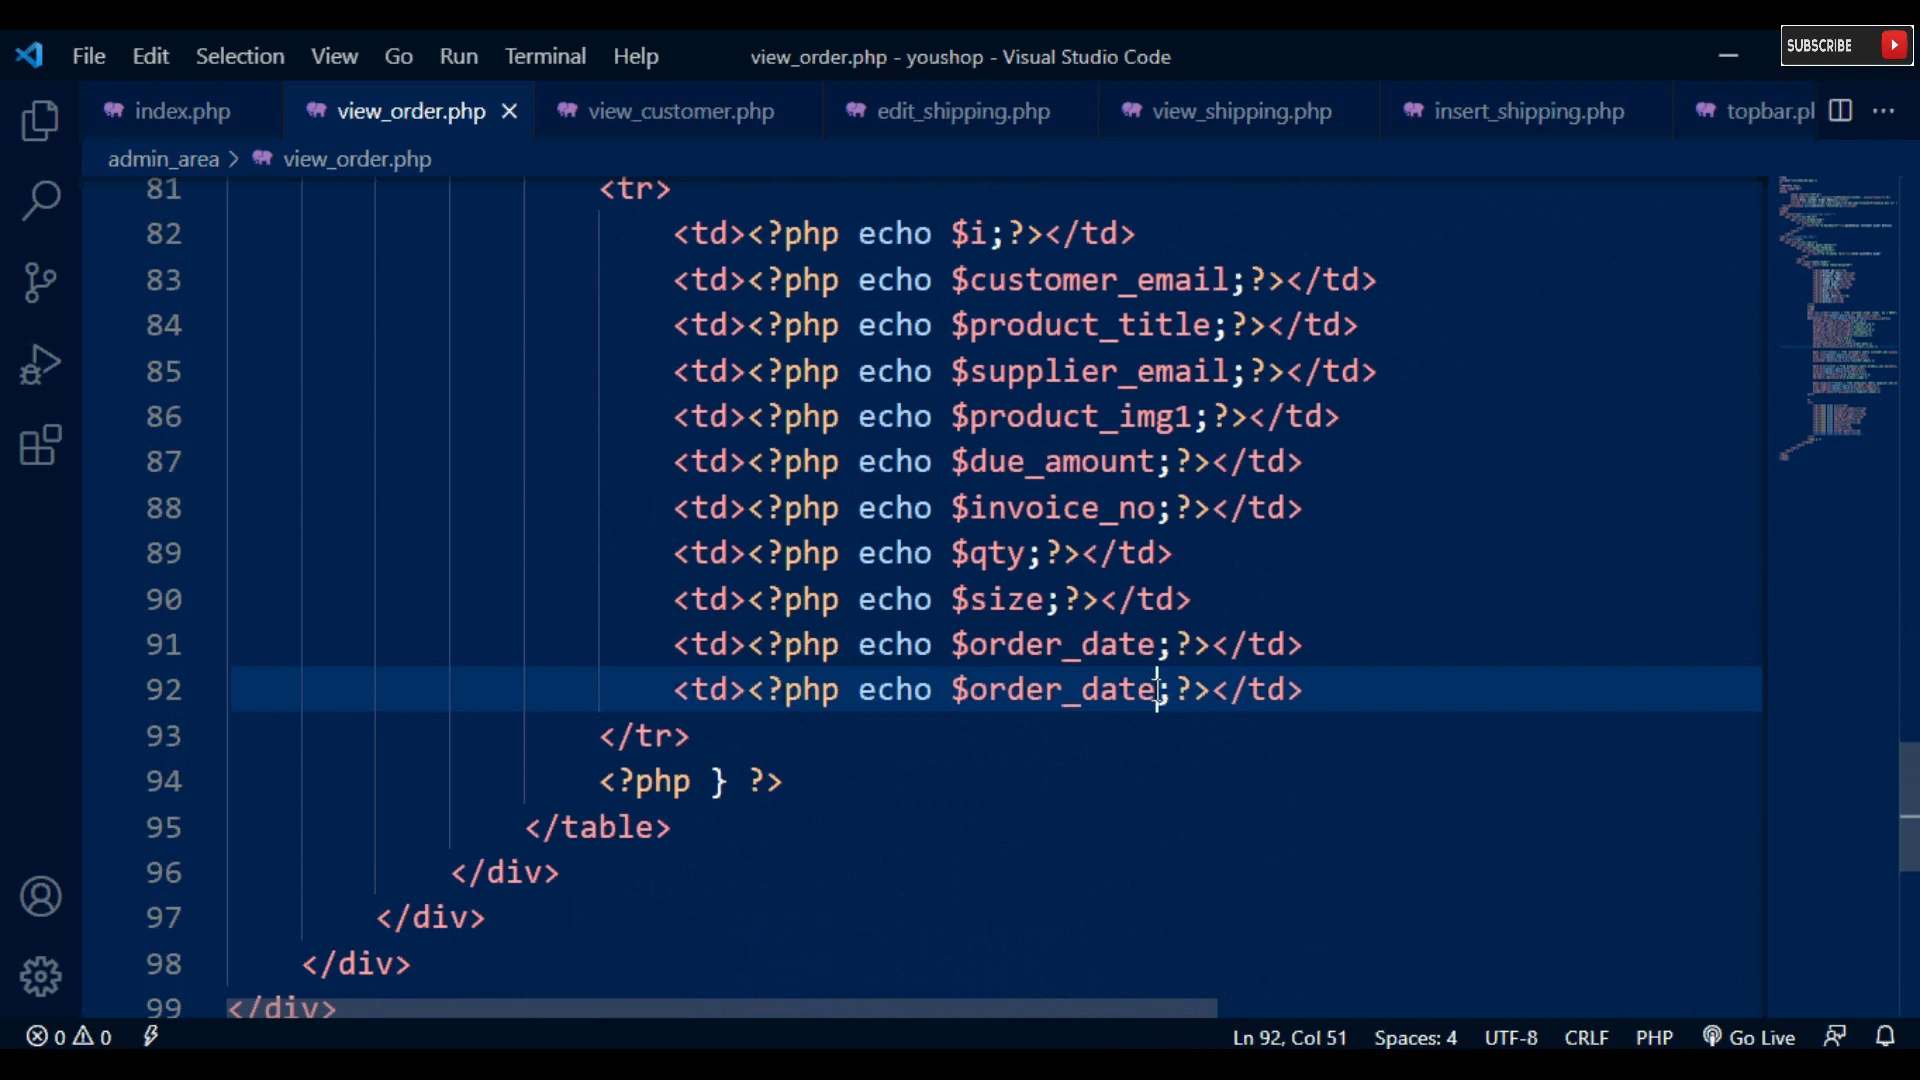 File Edit Selection View Go Run Terminal Help view_order.php - youshop - Visual Studio Code SUBSCRIBE
index.php view_order.php view_customer.php edit_shipping.php view_shipping.php insert_shipping.php topbar.pl
admin_area > view_order.php
81 <tr>
82 <td><?php echo $i;?></td>
83 <td><?php echo $customer_email;?></td>
84 <td><?php echo $product_title;?></td>
85 <td><?php echo $supplier_email;?></td>
86 <td><?php echo $product_img1;?></td>
87 <td><?php echo $due_amount;?></td>
88 <td><?php echo $invoice_no;?></td>
89 <td><?php echo $qty;?></td>
90 <td><?php echo $size;?></td>
91 <td><?php echo $order_date;?></td>
92 <td><?php echo $order_date;?></td>
93 </tr>
94 <?php } ?>
95 </table>
96 </div>
97 </div>
98 </div>
99 </div>
0 0 Ln 92, Col 51 Spaces: 4 UTF-8 CRLF PHP Go Live